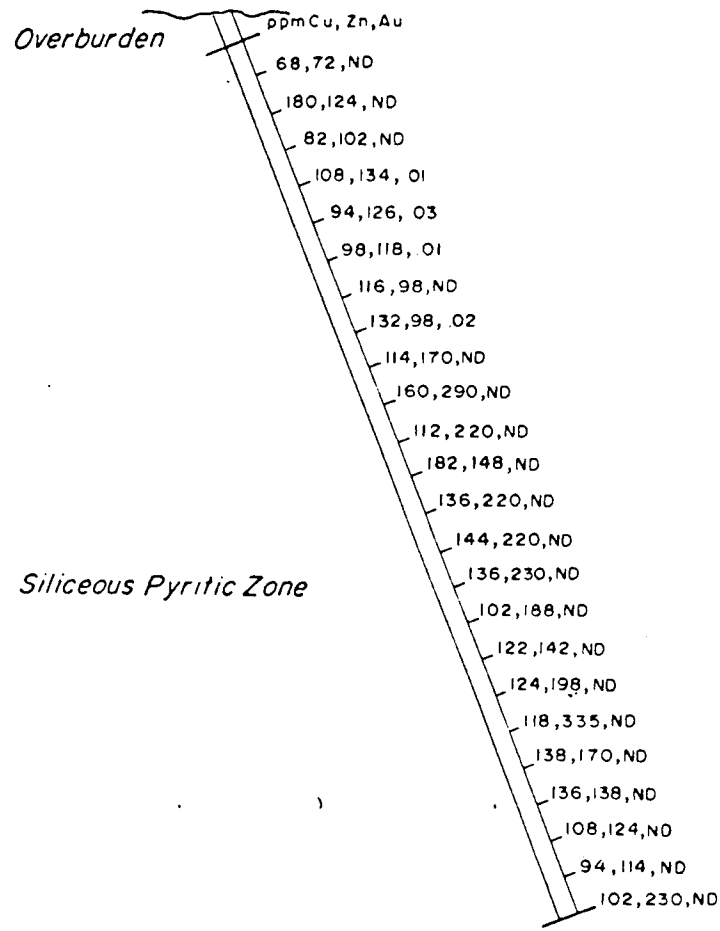 Overburden
ppm Cu, Zn, Au
68,72,ND
180,124,ND
82,102,ND
108,134, .01
94,126, .03
98,118, .01
116,98,ND
132,98, .02
114,170,ND
160,290,ND
112,220,ND
182,148,ND
136,220,ND
144,220,ND
136,230,ND
Siliceous Pyritic Zone
102,188,ND
122,142,ND
124,198,ND
118,335,ND
138,170,ND
136,138,ND
108,124,ND
94,114,ND
102,230,ND